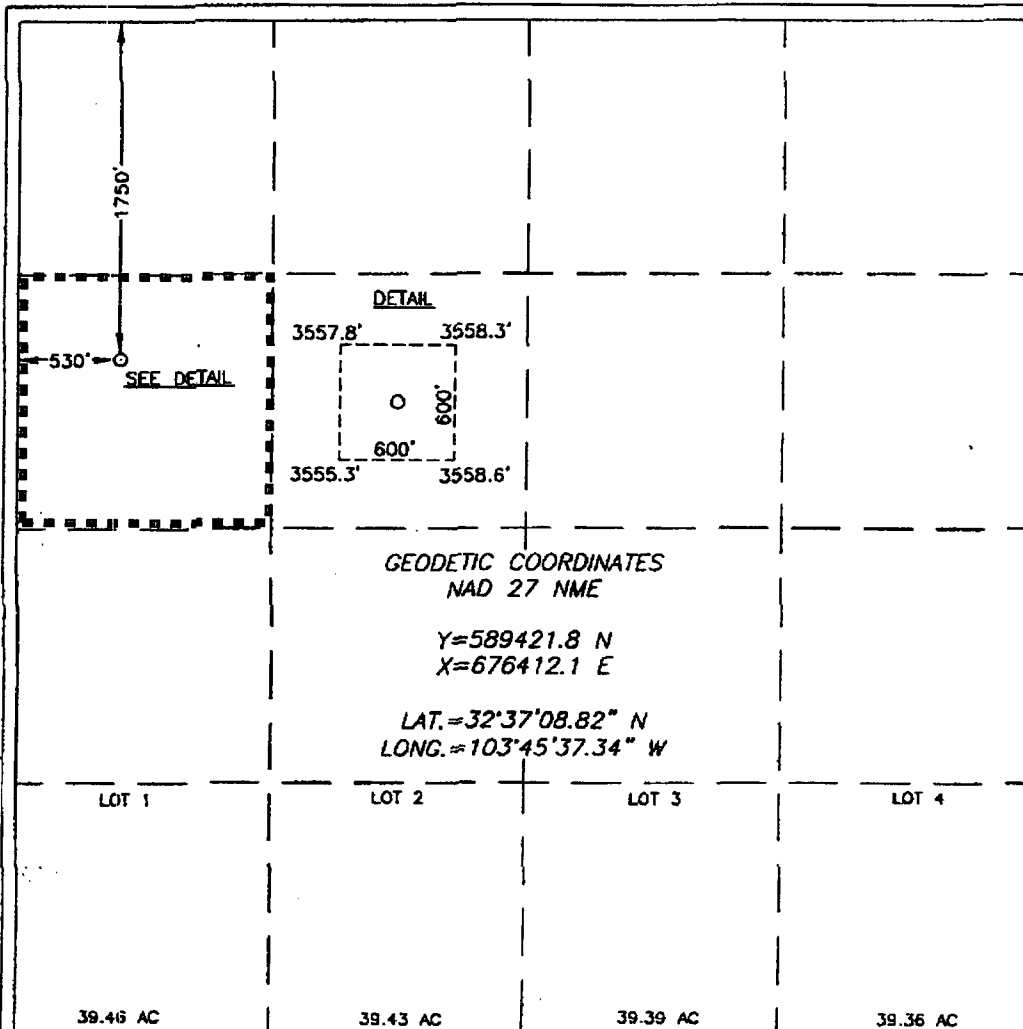 1750'
DETAIL
3557.8' 3558.3'
530'
SEE DETAIL
600'
600'
3555.3' 3558.6'
GEODETIC COORDINATES
NAD 27 NME
Y=589421.8 N
X=676412.1 E
LAT.=32°37'08.82" N
LONG.=103°45'37.34" W
LOT 1 LOT 2 LOT 3 LOT 4
39.46 AC 39.43 AC 39.39 AC 39.36 AC